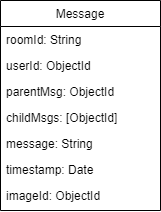 Message
roomId: String
userId: ObjectId
parentMsg: ObjectId
childMsgs: [ObjectId]
message: String
timestamp: Date
imageId: ObjectId